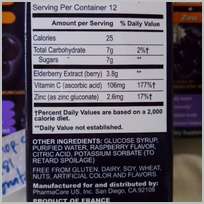 Serving Per Container 12
Amount per Serving % Daily Value
Calories 25
Total Carbohydrate 7g 2%†
Sugars 7g **
Elderberry Extract (berry) 3.8g **
Vitamin C (ascorbic acid) 106mg 177%†
Zinc (as zinc gluconate) 2.6mg 17%†
†Percent Daily Values are based on a 2,000
calorie diet.
**Daily Value not established.
OTHER INGREDIENTS: GLUCOSE SYRUP,
PURIFIED WATER, RASPBERRY FLAVOR,
CITRIC ACID, POTASSIUM SORBATE (TO
RETARD SPOILAGE)
FREE FROM GLUTEN, DAIRY, SOY, WHEAT,
NUTS, ARTIFICIAL COLOR AND FLAVOR
Manufactured for and distributed by:
PharmaCare US, Inc. San Diego, CA 92108
PRODUCT OF FRANCE